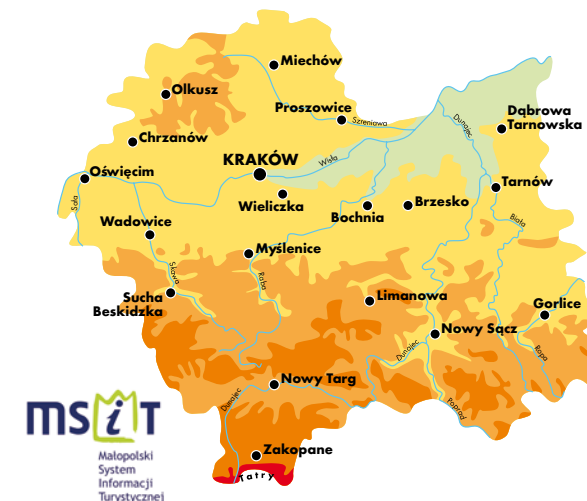 Miechów
Olkusz
Proszowice
Szreniawa
Dunajec
Dąbrowa
Tarnowska
Chrzanów
KRAKÓW
Wisła
Oświęcim
Tarnów
Soła
Wieliczka
Bochnia
Brzesko
Biała
Wadowice
Myślenice
Skawa
Raba
Sucha
Beskidzka
Limanowa
Gorlice
Nowy Sącz
Dunajec
Ropa
Nowy Targ
Dunajec
Poprad
msiT
Zakopane
Tatry
Małopolski
System
Informacji
Turystycznej